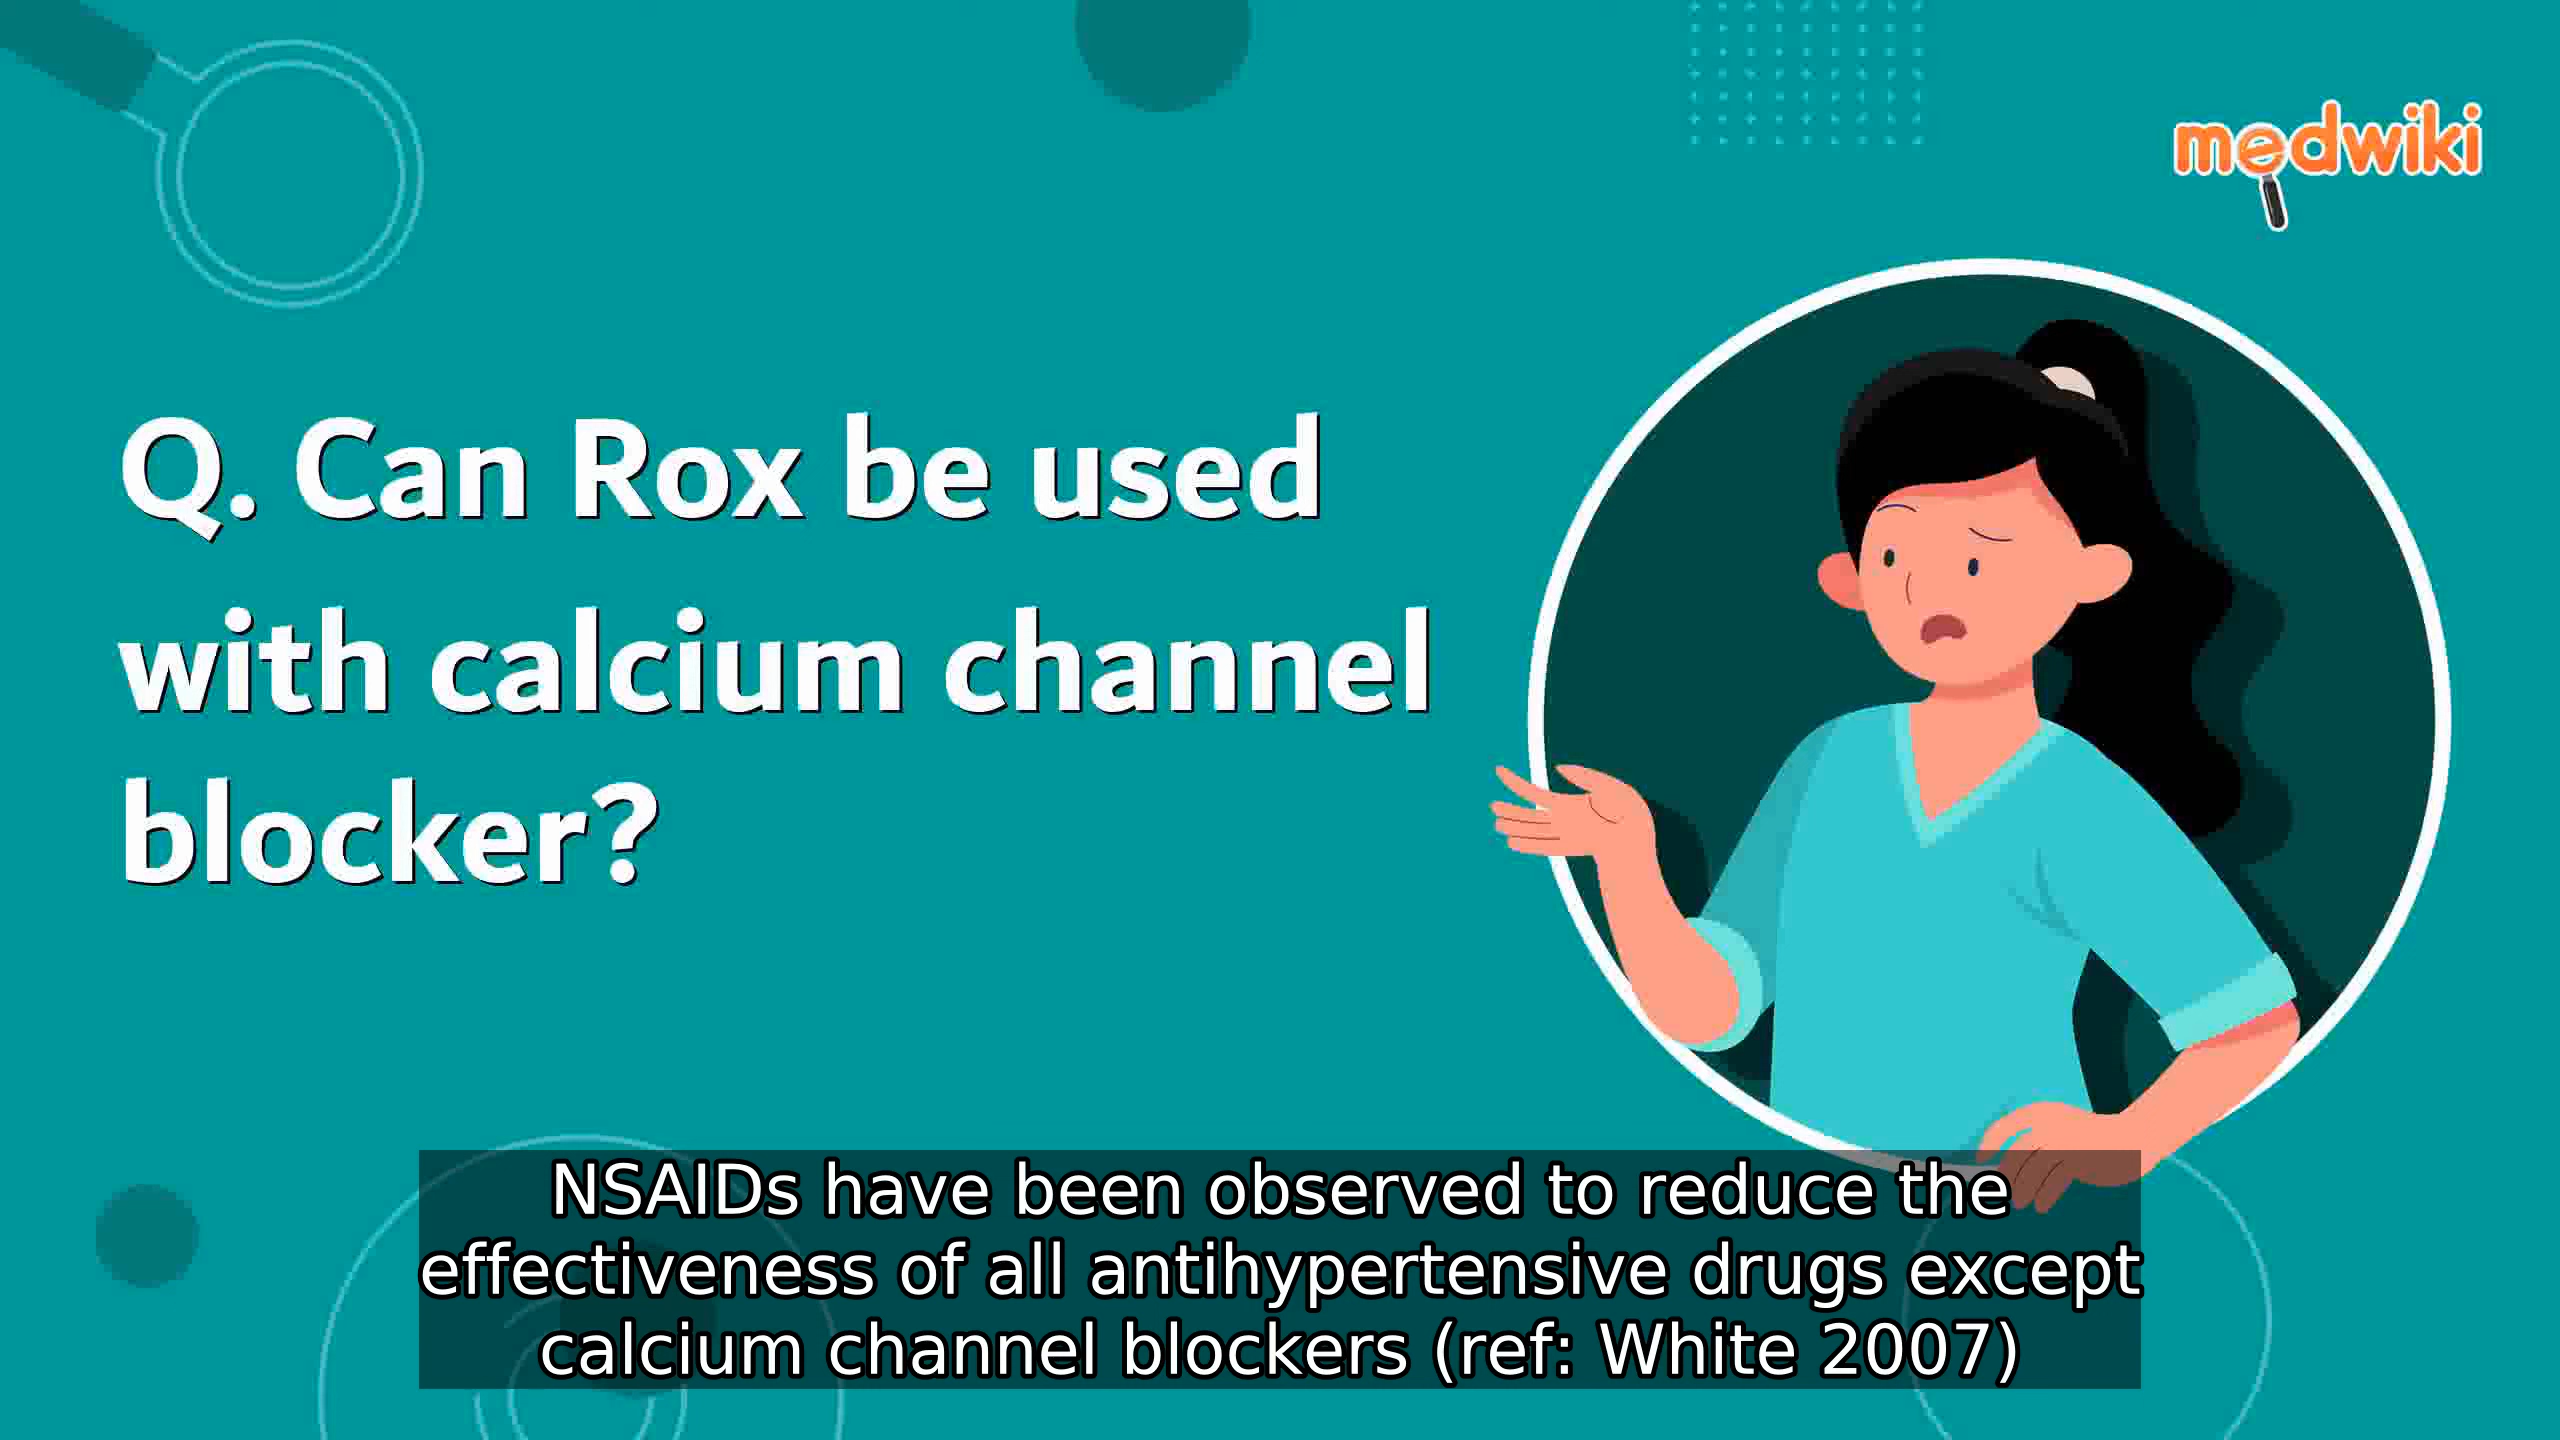 medwiki
Q. Can Rox be used
with calcium channel
blocker?
NSAIDs have been observed to reduce the
effectiveness of all antihypertensive drugs except
calcium channel blockers (ref: White 2007)